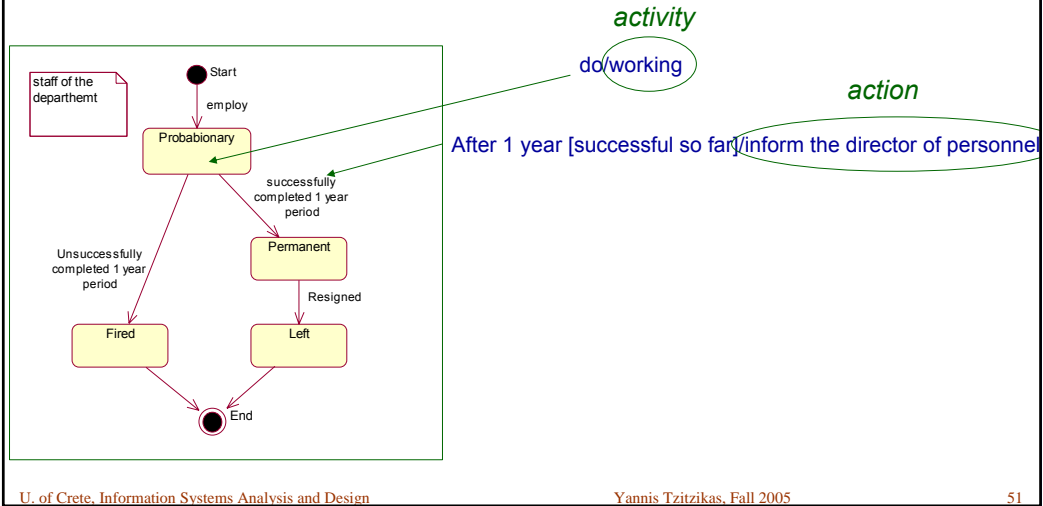 activity
do/working
action
After 1 year [successful so far]/inform the director of personnel
staff of the
departhemt
Start
employ
Probabionary
successfully
completed 1 year
period
Unsuccessfully
completed 1 year
period
Permanent
Resigned
Fired
Left
End
U. of Crete, Information Systems Analysis and Design Yannis Tzitzikas, Fall 2005 51